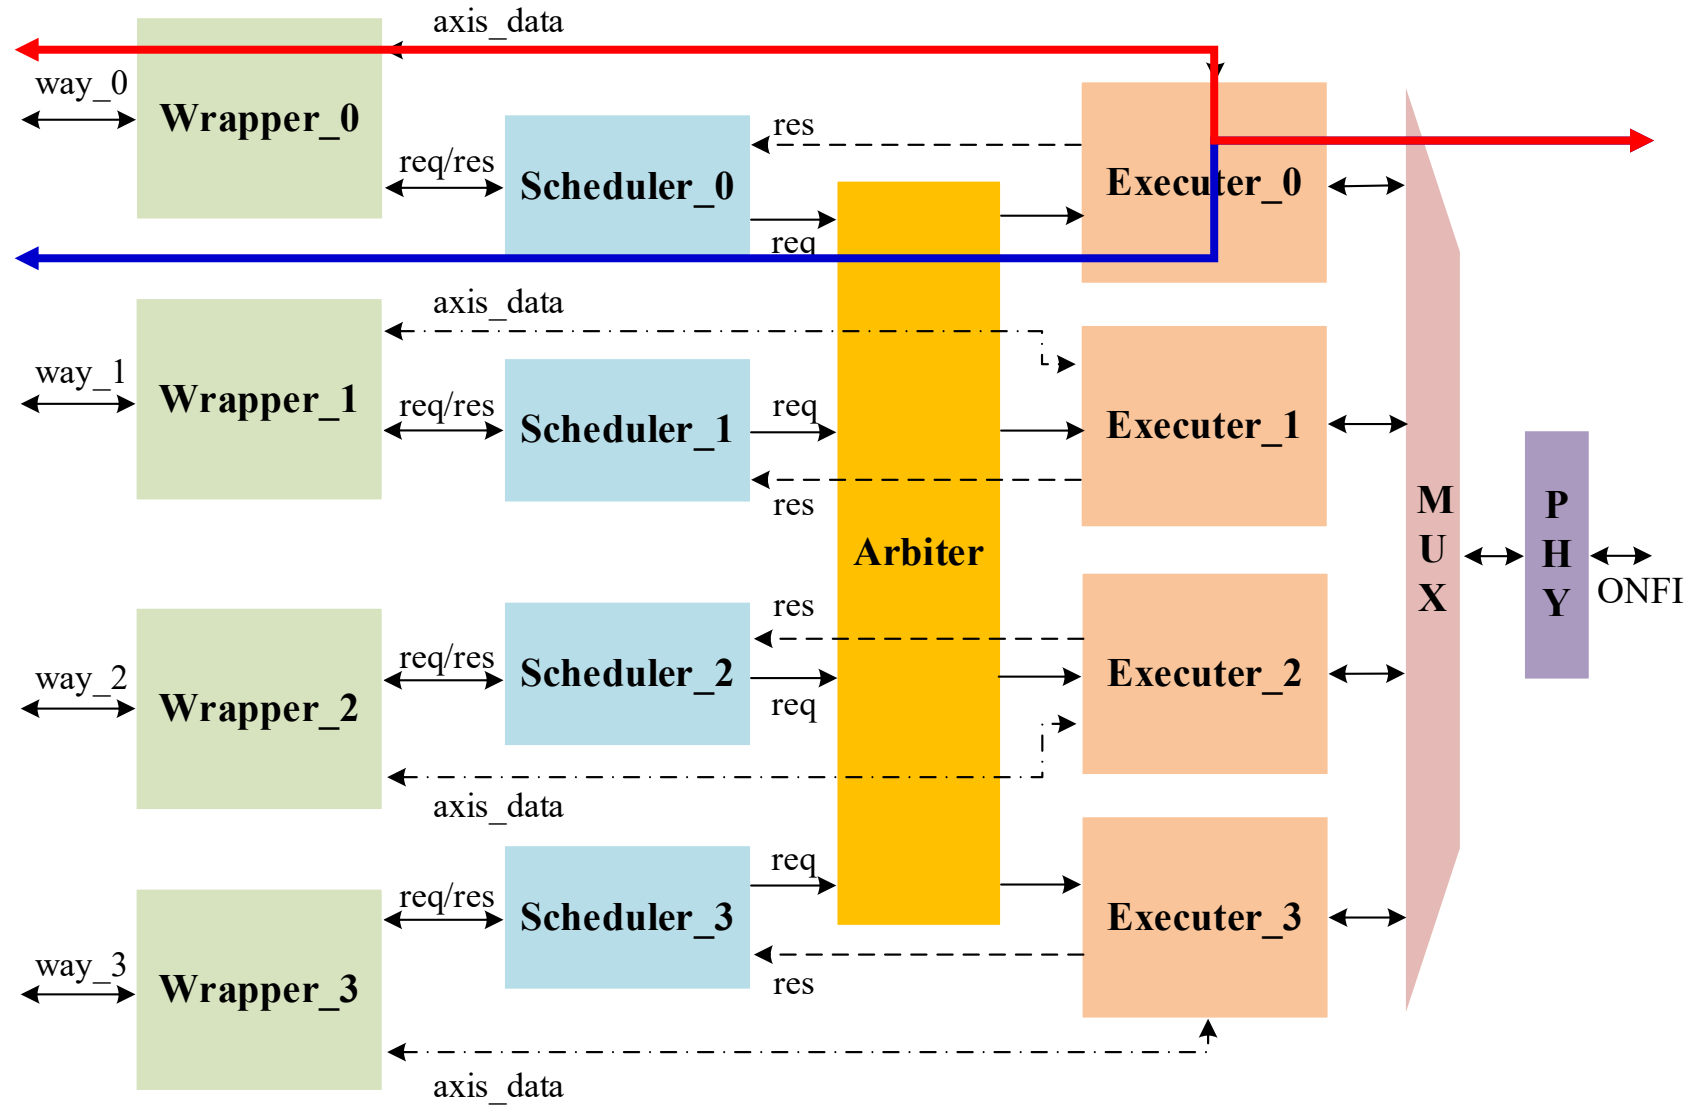 axis_data
way_0
Wrapper_0
req/res
Scheduler_0
res
req
Executer_0
axis_data
way_1
Wrapper_1
req/res
Scheduler_1
req
res
Executer_1
Arbiter
MUX
PHY
ONFI
way_2
Wrapper_2
req/res
Scheduler_2
res
req
Executer_2
axis_data
way_3
Wrapper_3
req/res
Scheduler_3
req
res
Executer_3
axis_data